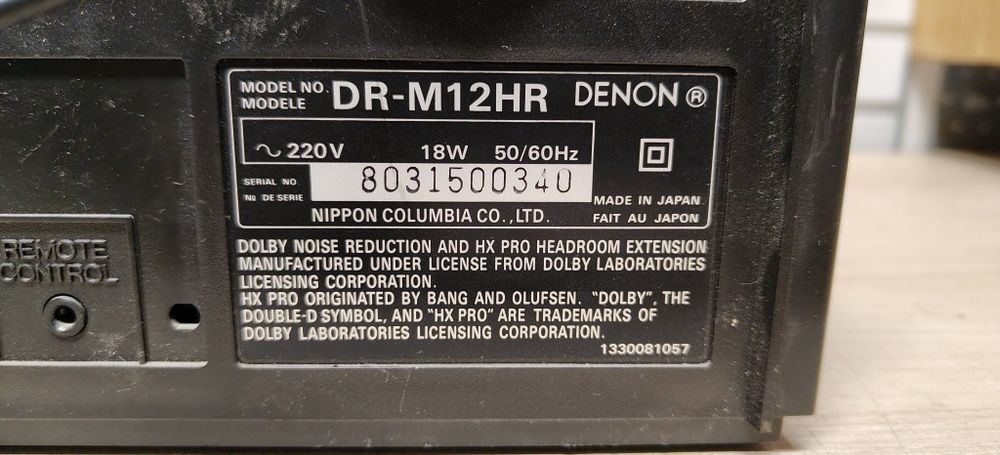 MODEL NO. DR-M12HR DENON ®
MODELE
~ 220V 18W 50/60Hz
SERIAL NO. 8031500340
Nº DE SERIE
MADE IN JAPAN
NIPPON COLUMBIA CO.,LTD. FAIT AU JAPON
DOLBY NOISE REDUCTION AND HX PRO HEADROOM EXTENSION
MANUFACTURED UNDER LICENSE FROM DOLBY LABORATORIES
LICENSING CORPORATION.
HX PRO ORIGINATED BY BANG AND OLUFSEN. "DOLBY", THE
DOUBLE-D SYMBOL, AND "HX PRO" ARE TRADEMARKS OF
DOLBY LABORATORIES LICENSING CORPORATION.
1330081057
REMOTE
CONTROL